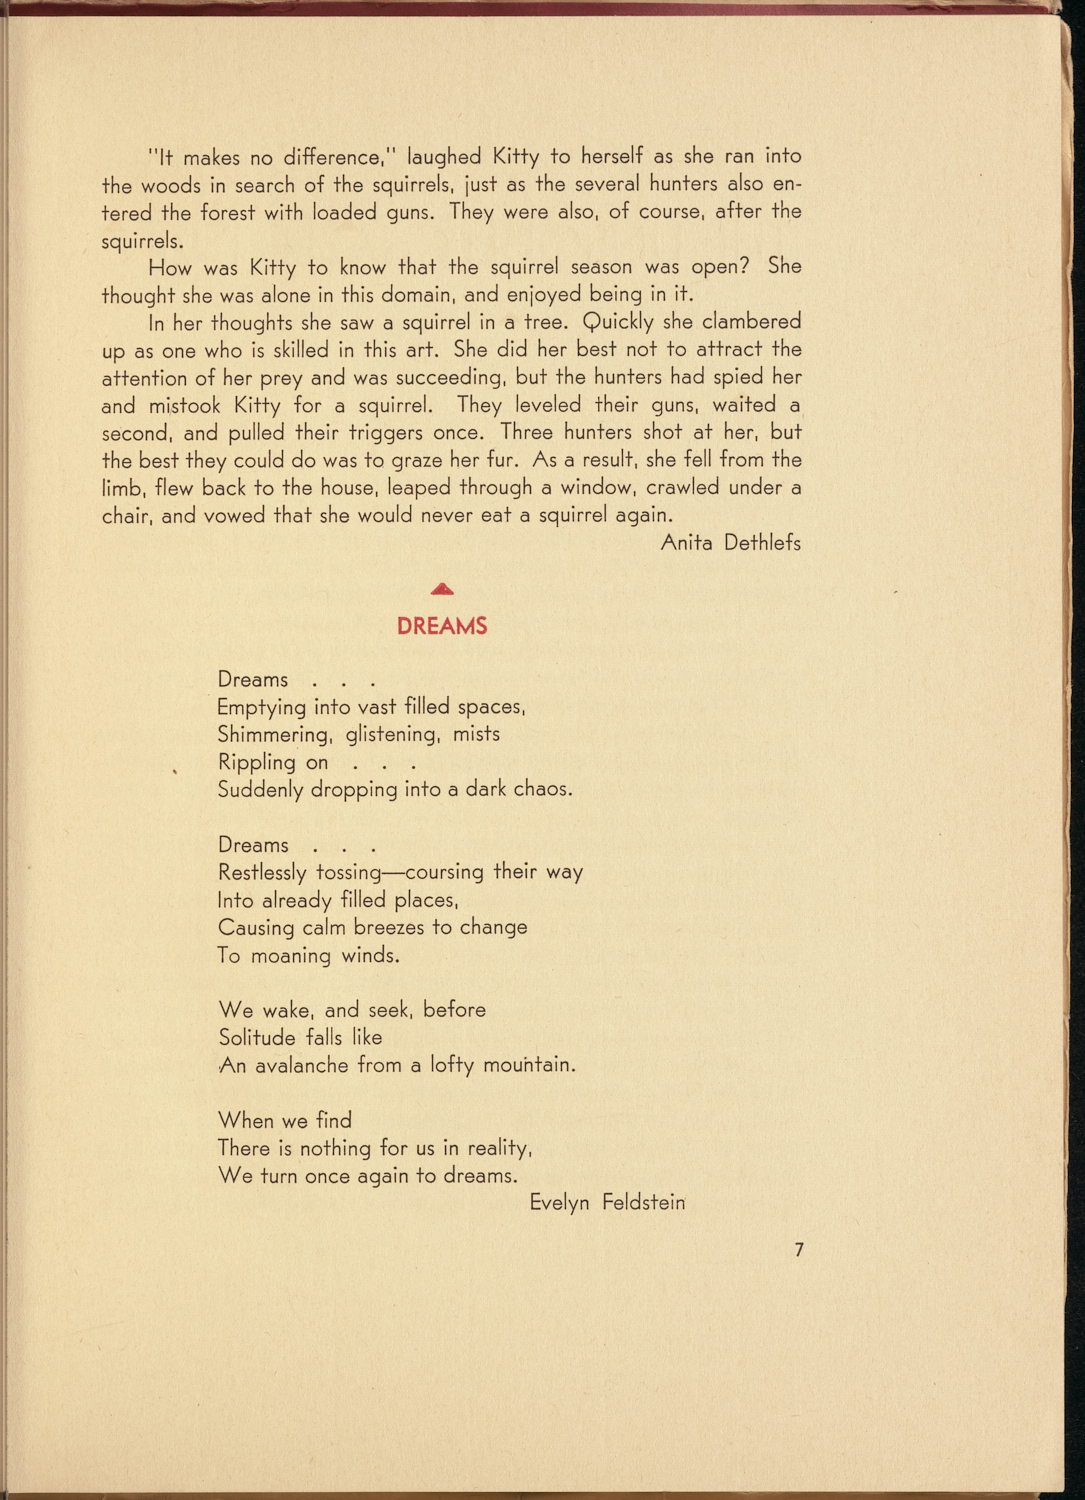 "It makes no difference," laughed Kitty to herself as she ran into
the woods in search of the squirrels, just as the several hunters also en-
tered the forest with loaded guns. They were also, of course, after the
squirrels.
How was Kitty to know that the squirrel season was open? She
thought she was alone in this domain, and enjoyed being in it.
In her thoughts she saw a squirrel in a tree. Quickly she clambered
up as one who is skilled in this art. She did her best not to attract the
attention of her prey and was succeeding, but the hunters had spied her
and mistook Kitty for a squirrel. They leveled their guns, waited a
second, and pulled their triggers once. Three hunters shot at her, but
the best they could do was to graze her fur. As a result, she fell from the
limb, flew back to the house, leaped through a window, crawled under a
chair, and vowed that she would never eat a squirrel again.
Anita Dethlefs
DREAMS
Dreams . . .
Emptying into vast filled spaces,
Shimmering, glistening, mists
Rippling on . . .
Suddenly dropping into a dark chaos.
Dreams . . .
Restlessly tossing—coursing their way
Into already filled places,
Causing calm breezes to change
To moaning winds.
We wake, and seek, before
Solitude falls like
An avalanche from a lofty mountain.
When we find
There is nothing for us in reality,
We turn once again to dreams.
Evelyn Feldstein
7